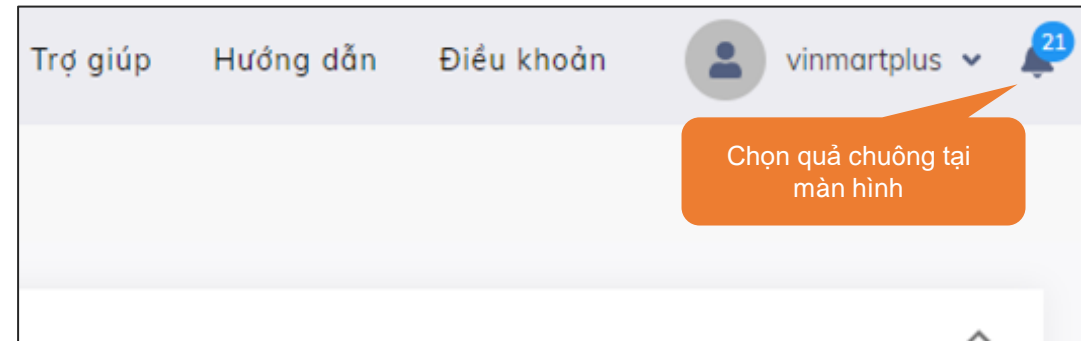 Trợ giúp Hướng dẫn Điều khoản vinmartplus 21
Chọn quả chuông tại
màn hình